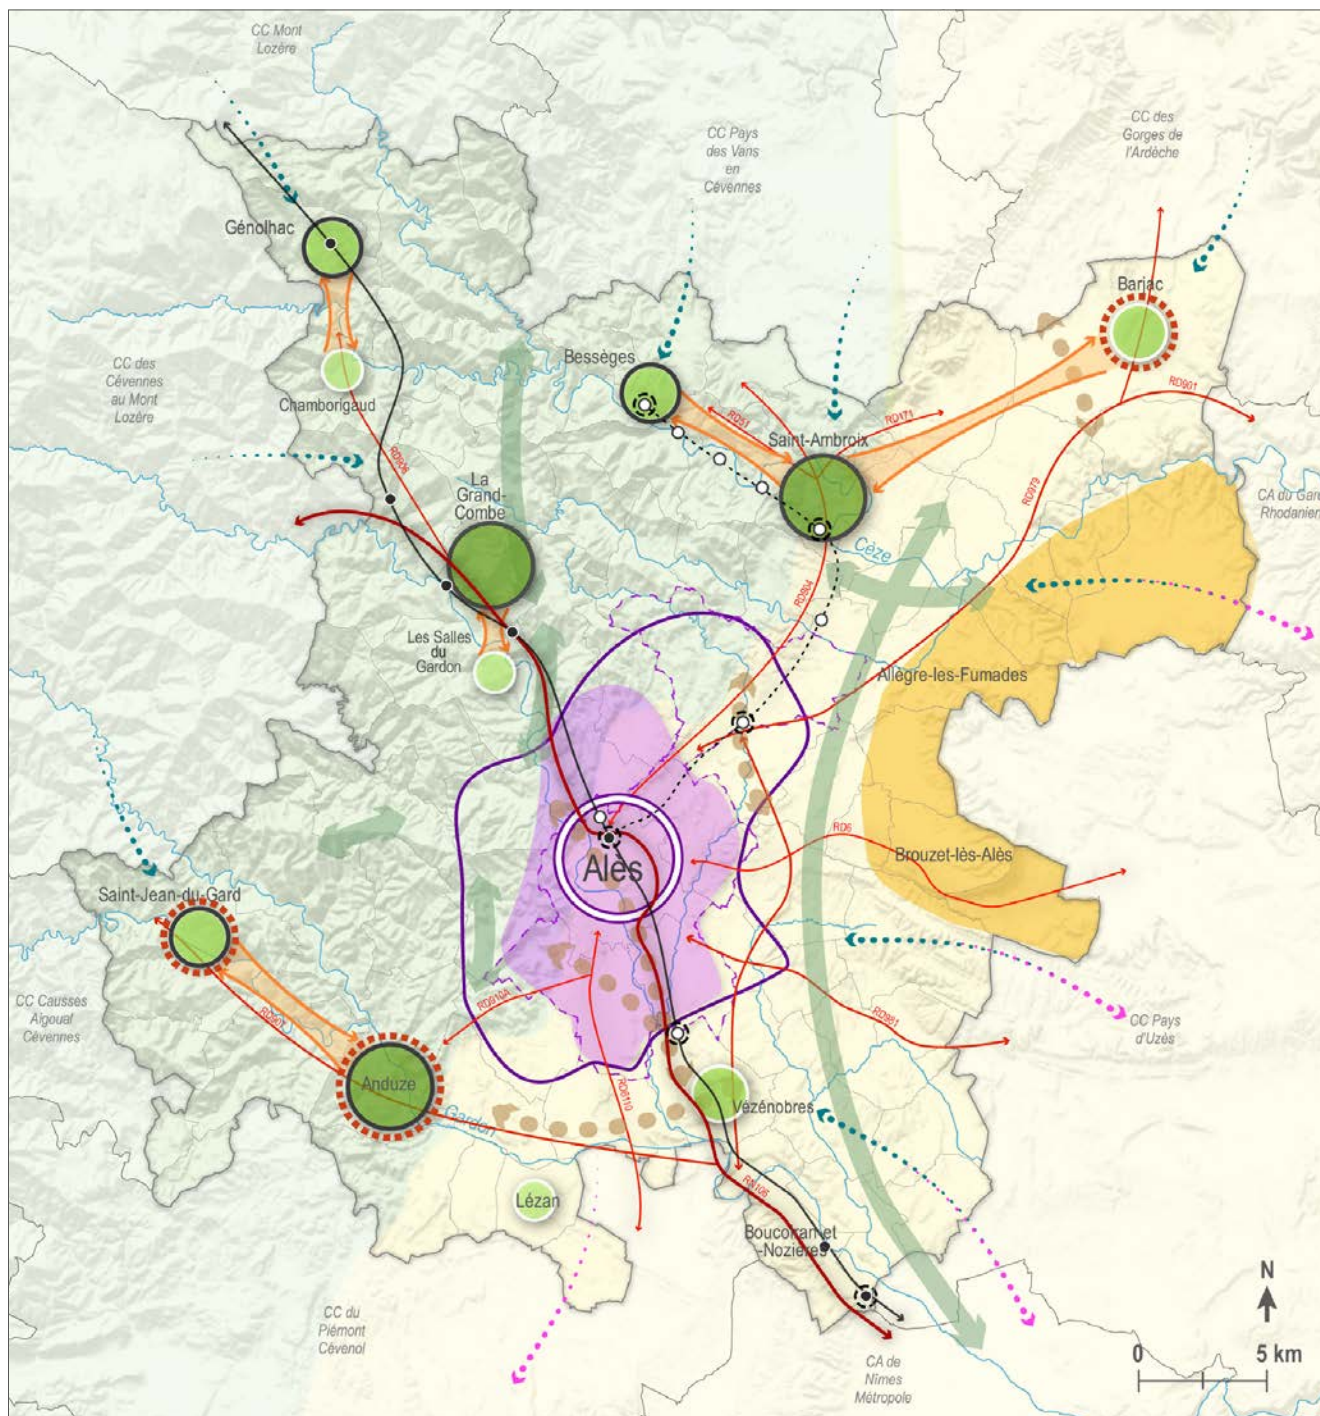 CC Mont
Lozère
CC des
Gorges de
l'Ardèche
CC Pays
des Vans
en
Cévennes
Génolhac
Barjac
CC des
Cévennes
au Mont
Lozère
Bessèges
Chamborigaud
RD901
RD51
RD171
Saint-Ambroix
RD906
La
Grand-
Combe
RD979
CA du Gard
Rhodanien
Cèze
RD904
Les Salles
du
Gardon
Allègre-les-Fumades
RD6
Brouzet-lès-Alès
Alès
Saint-Jean-du-Gard
CC Causses
Aigoual
Cévennes
RD907
RD910A
RD981
CC Pays
d'Uzès
Anduze
Gardon
RD6110
Vézénobres
RN106
Lézan
Boucoiran et
-Nozières
CC du
Piémont
Cévenol
CA de
Nîmes
Métropole
N
0 5 km